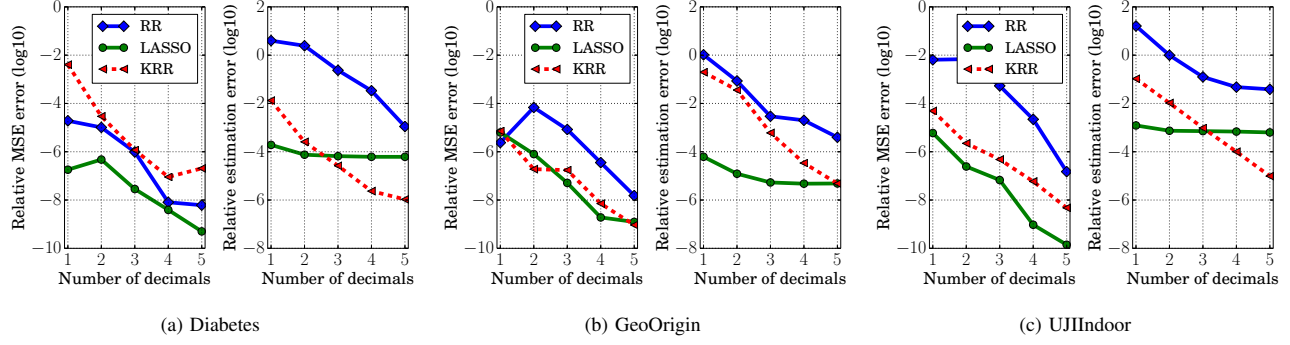 Relative MSE error (log10)
0
−2
−4
−6
−8
−10
1 2 3 4 5
Number of decimals
RR
LASSO
KRR
Relative estimation error (log10)
2
0
−2
−4
−6
−8
1 2 3 4 5
Number of decimals
(a) Diabetes
Relative MSE error (log10)
0
−2
−4
−6
−8
−10
1 2 3 4 5
Number of decimals
RR
LASSO
KRR
Relative estimation error (log10)
2
0
−2
−4
−6
−8
1 2 3 4 5
Number of decimals
(b) GeoOrigin
Relative MSE error (log10)
0
−2
−4
−6
−8
−10
1 2 3 4 5
Number of decimals
RR
LASSO
KRR
Relative estimation error (log10)
2
0
−2
−4
−6
−8
1 2 3 4 5
Number of decimals
(c) UJIIndoor